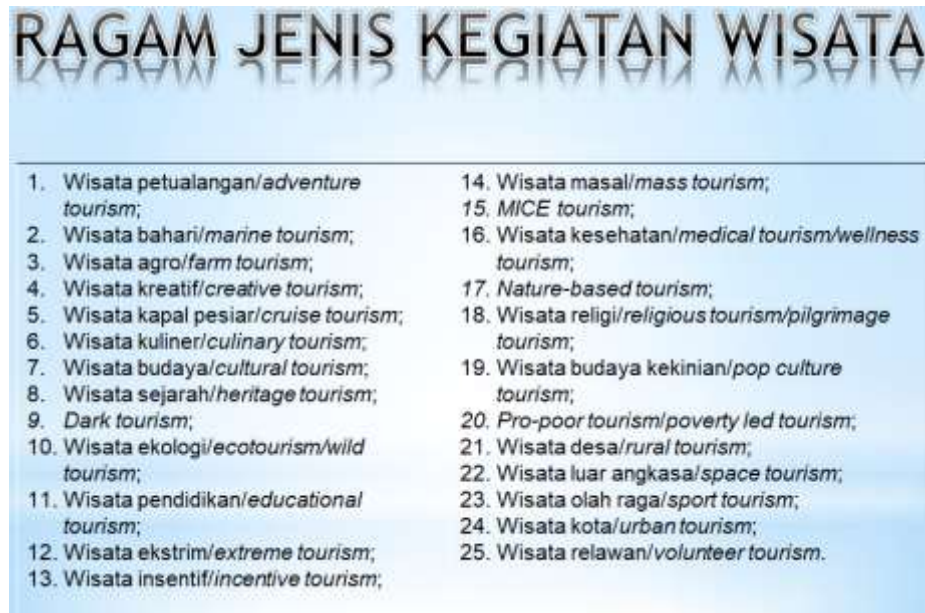 RAGAM JENIS KEGIATAN WISATA
1. Wisata petualangan/adventure
tourism;
2. Wisata bahari/marine tourism;
3. Wisata agro/farm tourism;
4. Wisata kreatif/creative tourism;
5. Wisata kapal pesiar/cruise tourism;
6. Wisata kuliner/culinary tourism;
7. Wisata budaya/cultural tourism;
8. Wisata sejarah/heritage tourism;
9. Dark tourism;
10. Wisata ekologi/ecotourism/wild
tourism;
11. Wisata pendidikan/educational
tourism;
12. Wisata ekstrim/extreme tourism;
13. Wisata insentif/incentive tourism;
14. Wisata masal/mass tourism;
15. MICE tourism;
16. Wisata kesehatan/medical tourism/wellness
tourism;
17. Nature-based tourism;
18. Wisata religi/religious tourism/pilgrimage
tourism;
19. Wisata budaya kekinian/pop culture
tourism;
20. Pro-poor tourism/poverty led tourism;
21. Wisata desa/rural tourism;
22. Wisata luar angkasa/space tourism;
23. Wisata olah raga/sport tourism;
24. Wisata kota/urban tourism;
25. Wisata relawan/volunteer tourism.